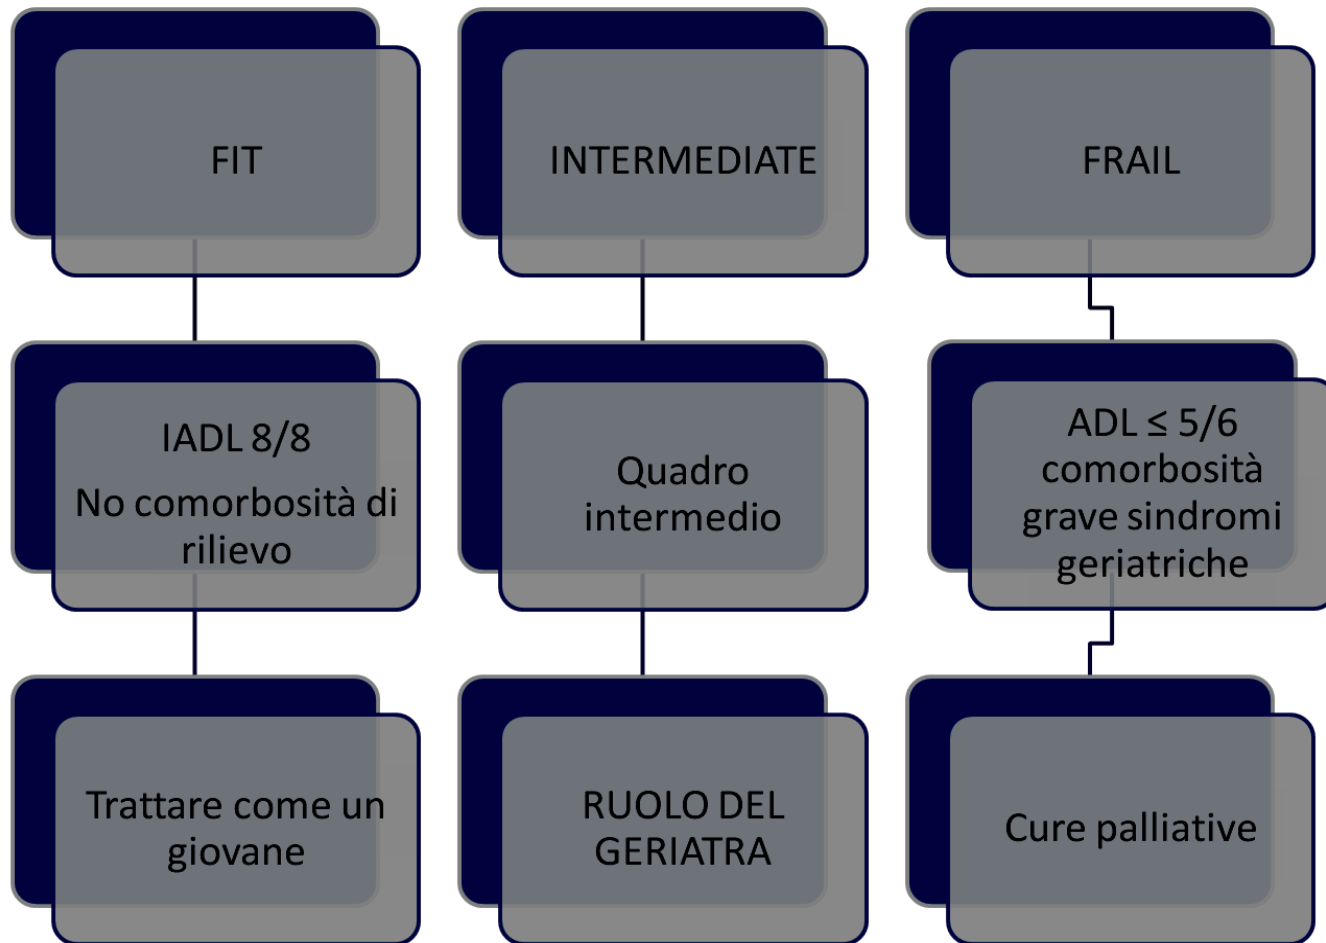 FIT
INTERMEDIATE
FRAIL
IADL 8/8
No comorbosità di
rilievo
Quadro
intermedio
ADL ≤ 5/6
comorbosità
grave sindromi
geriatriche
Trattare come un
giovane
RUOLO DEL
GERIATRA
Cure palliative